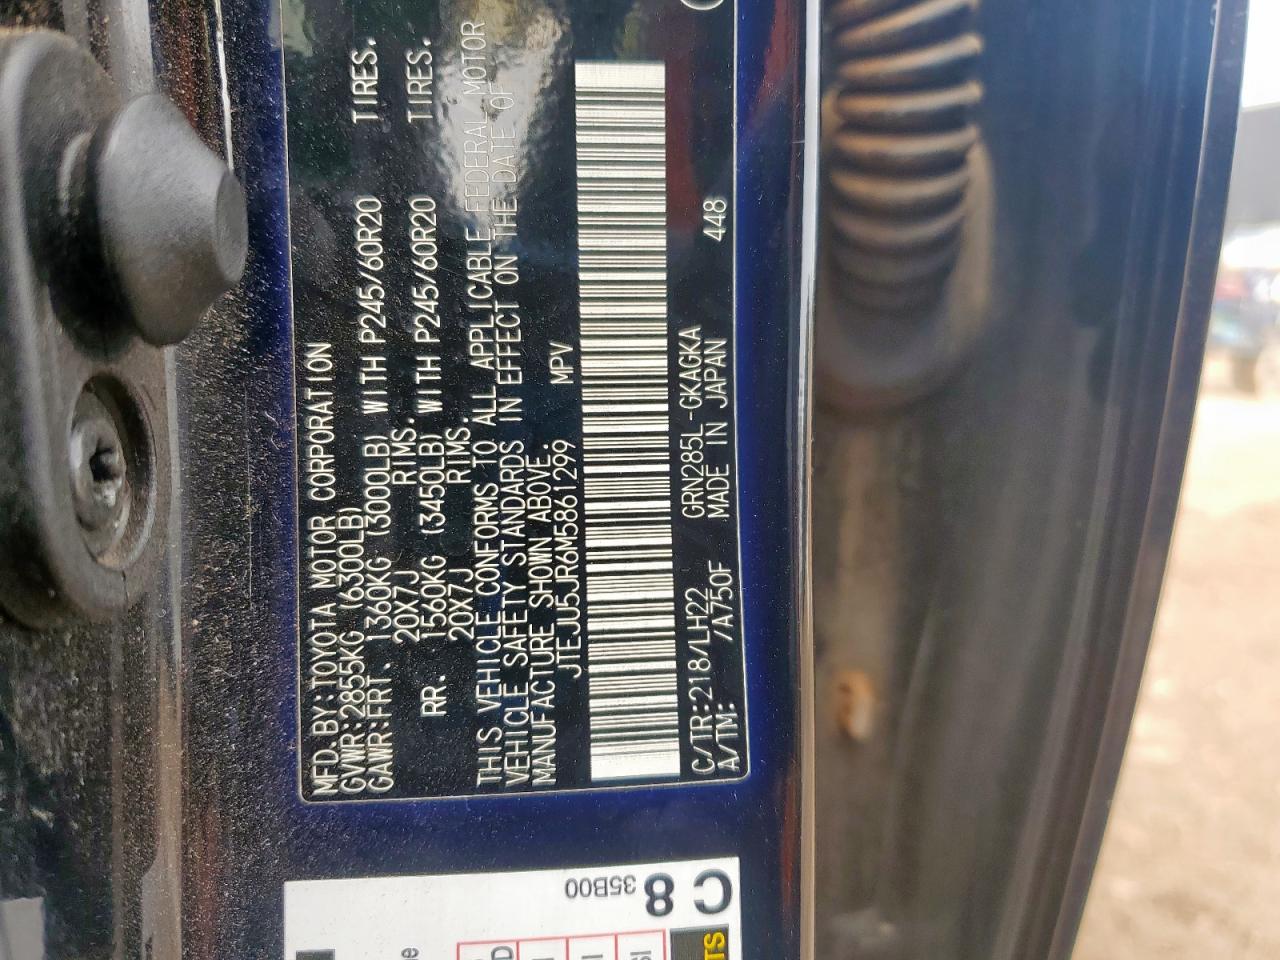 MFD. BY: TOYOTA MOTOR CORPORATION
GVWR: 2855KG (6300LB)
GAWR: FRT. 1360KG (3000LB) WITH P245/60R20 TIRES.
20X7J RIMS.
RR. 1560KG (3450LB) WITH P245/60R20 TIRES.
20X7J RIMS.
THIS VEHICLE CONFORMS TO ALL APPLICABLE FEDERAL MOTOR
VEHICLE SAFETY STANDARDS IN EFFECT ON THE DATE OF
MANUFACTURE SHOWN ABOVE.
JTEJU5JR6M5861299 MPV
C/TR: 218/LH22 GRN285L-GKAGKA
A/TM: /A750F MADE IN JAPAN 448
C8
35B00
TS